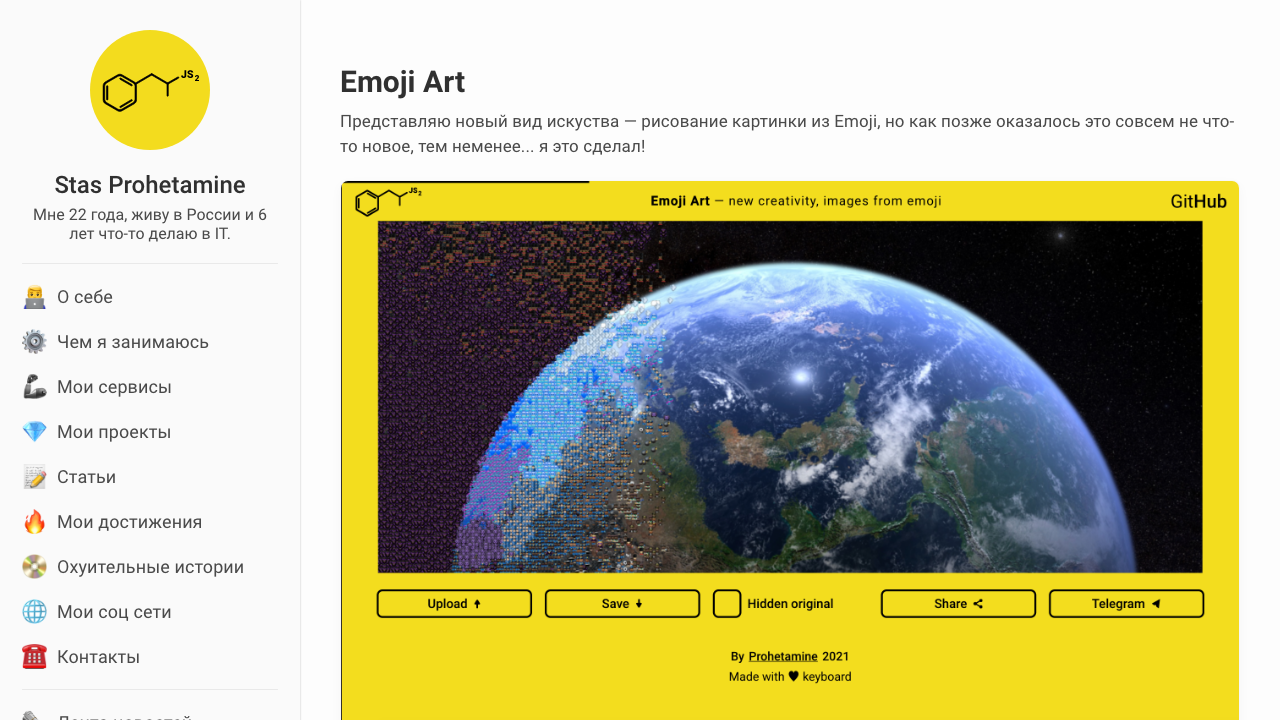 JS2
Stas Prohetamine
Мне 22 года, живу в России и 6
лет что-то делаю в IT.
О себе
Чем я занимаюсь
Мои сервисы
Мои проекты
Статьи
Мои достижения
Охуительные истории
Мои соц сети
Контакты
Emoji Art
Представляю новый вид искуства — рисование картинки из Emoji, но как позже оказалось это совсем не что-
то новое, тем неменее... я это сделал!
JS2
Emoji Art — new creativity, images from emoji
GitHub
Upload
Save
Hidden original
Share
Telegram
By Prohetamine 2021
Made with ♥ keyboard